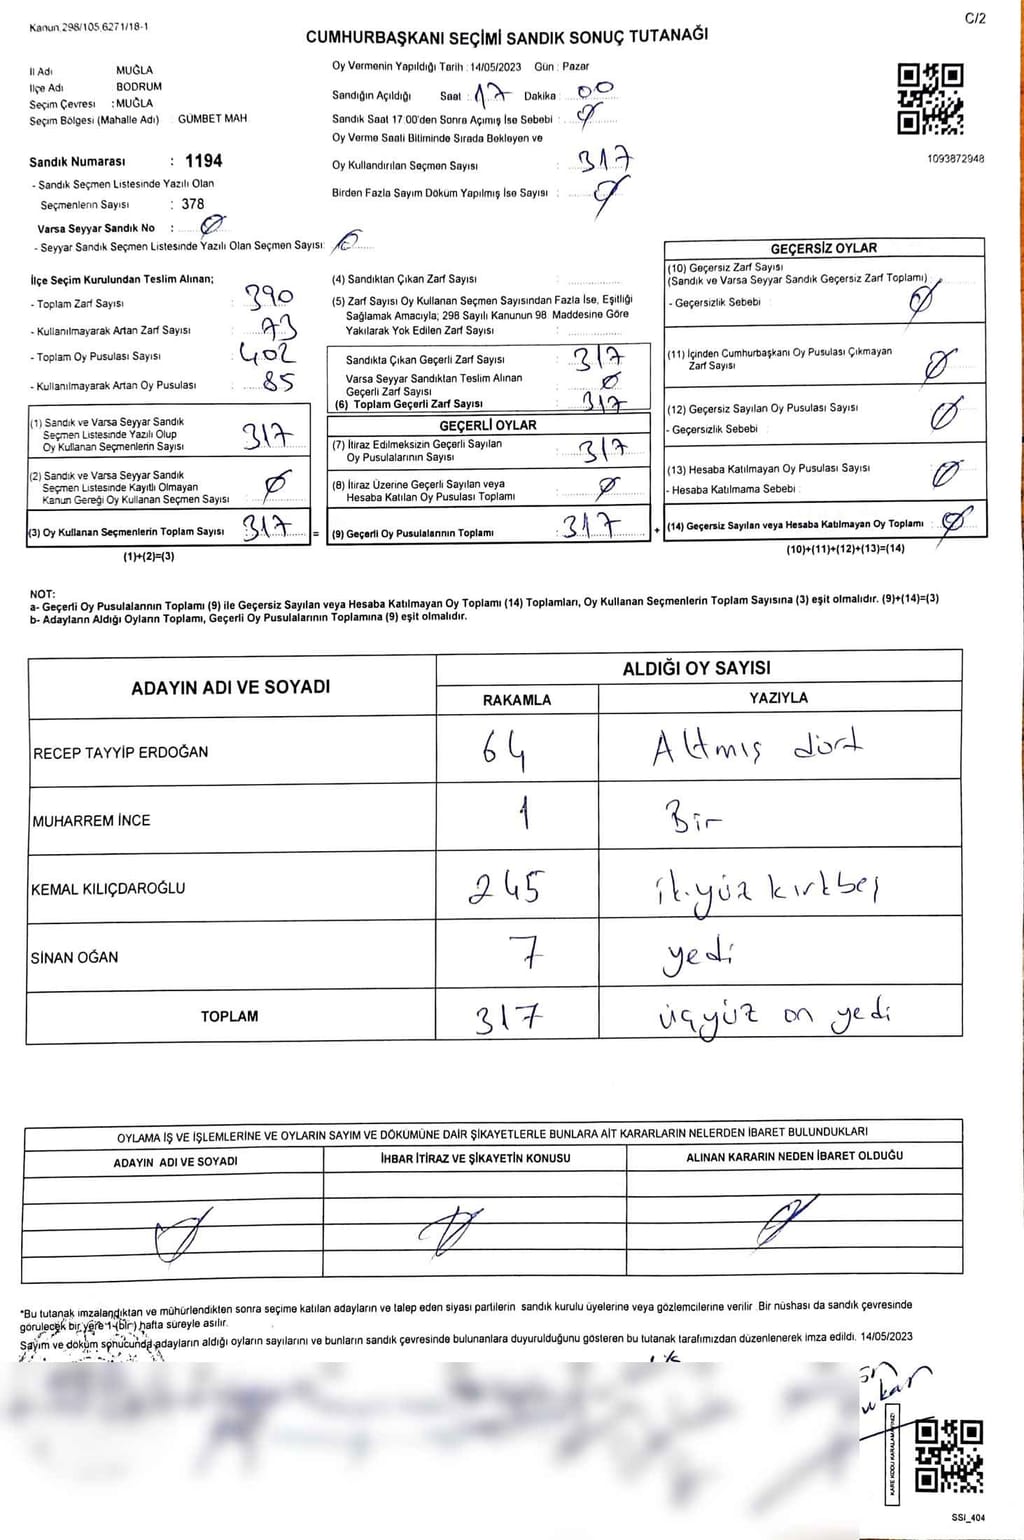 Kanun 298/105,6271/18-1
C/2
CUMHURBAŞKANI SEÇİMİ SANDIK SONUÇ TUTANAĞI
İl Adı MUĞLA
İlçe Adı BODRUM
Seçim Çevresi : MUĞLA
Seçim Bölgesi (Mahalle Adı) : GÜMBET MAH.
Sandık Numarası : 1194
- Sandık Seçmen Listesinde Yazılı Olan
Seçmenlerin Sayısı : 378
Varsa Seyyar Sandık No : Ø
- Seyyar Sandık Seçmen Listesinde Yazılı Olan Seçmen Sayısı: Ø
Oy Vermenin Yapıldığı Tarih : 14/05/2023 Gün : Pazar
Sandığın Açıldığı Saat : 17 Dakika : 00
Sandık Saat 17.00'den Sonra Açımış İse Sebebi : Ø
Oy Verme Saati Bitiminde Sırada Bekleyen ve
Oy Kullandırılan Seçmen Sayısı : 317
Birden Fazla Sayım Döküm Yapılmış İse Sayısı : Ø
1093872948
İlçe Seçim Kurulundan Teslim Alınan;
- Toplam Zarf Sayısı : 390
- Kullanılmayarak Artan Zarf Sayısı : 73
- Toplam Oy Pusulası Sayısı : 402
- Kullanılmayarak Artan Oy Pusulası : 85
(1) Sandık ve Varsa Seyyar Sandık
Seçmen Listesinde Yazılı Olup
Oy Kullanan Seçmenlerin Sayısı 317
(2) Sandık ve Varsa Seyyar Sandık
Seçmen Listesinde Kayıtlı Olmayan
Kanun Gereği Oy Kullanan Seçmen Sayısı Ø
(3) Oy Kullanan Seçmenlerin Toplam Sayısı 317 =
(1)+(2)=(3)
(4) Sandıktan Çıkan Zarf Sayısı :
(5) Zarf Sayısı Oy Kullanan Seçmen Sayısından Fazla İse, Eşitliği
Sağlamak Amacıyla; 298 Sayılı Kanunun 98 Maddesine Göre
Yakılarak Yok Edilen Zarf Sayısı :
Sandıkta Çıkan Geçerli Zarf Sayısı : 317
Varsa Seyyar Sandıktan Teslim Alınan
Geçerli Zarf Sayısı : Ø
(6) Toplam Geçerli Zarf Sayısı : 317
GEÇERLİ OYLAR
(7) İtiraz Edilmeksizin Geçerli Sayılan
Oy Pusulalarının Sayısı : 317
(8) İtiraz Üzerine Geçerli Sayılan veya
Hesaba Katılan Oy Pusulası Toplamı : Ø
(9) Geçerli Oy Pusulalarının Toplamı : 317 +
GEÇERSİZ OYLAR
(10) Geçersiz Zarf Sayısı
(Sandık ve Varsa Seyyar Sandık Geçersiz Zarf Toplamı)
- Geçersizlik Sebebi : Ø
(11) İçinden Cumhurbaşkanı Oy Pusulası Çıkmayan
Zarf Sayısı Ø
(12) Geçersiz Sayılan Oy Pusulası Sayısı
- Geçersizlik Sebebi : Ø
(13) Hesaba Katılmayan Oy Pusulası Sayısı
- Hesaba Katılmama Sebebi : Ø
(14) Geçersiz Sayılan veya Hesaba Katılmayan Oy Toplamı : Ø
(10)+(11)+(12)+(13)=(14)
NOT:
a- Geçerli Oy Pusulalarının Toplamı (9) ile Geçersiz Sayılan veya Hesaba Katılmayan Oy Toplamı (14) Toplamları, Oy Kullanan Seçmenlerin Toplam Sayısına (3) eşit olmalıdır. (9)+(14)=(3)
b- Adayların Aldığı Oyların Toplamı, Geçerli Oy Pusulalarının Toplamına (9) eşit olmalıdır.
ADAYIN ADI VE SOYADI
ALDIĞI OY SAYISI
RAKAMLA YAZIYLA
RECEP TAYYİP ERDOĞAN 64 Altmış dört
MUHARREM İNCE 1 Bir
KEMAL KILIÇDAROĞLU 245 ikiyüz kırkbeş
SİNAN OĞAN 7 yedi
TOPLAM 317 üçyüz on yedi
OYLAMA İŞ VE İŞLEMLERİNE VE OYLARIN SAYIM VE DÖKÜMÜNE DAİR ŞİKAYETLERLE BUNLARA AİT KARARLARIN NELERDEN İBARET BULUNDUKLARI
ADAYIN ADI VE SOYADI İHBAR İTİRAZ VE ŞİKAYETİN KONUSU ALINAN KARARIN NEDEN İBARET OLDUĞU
Ø Ø Ø
*Bu tutanak imzalandıktan ve mühürlendikten sonra seçime katılan adayların ve talep eden siyasi partilerin sandık kurulu üyelerine veya gözlemcilerine verilir. Bir nüshası da sandık çevresinde
görülecek bir yere 1-(bir) hafta süreyle asılır.
Sayım ve döküm sonucunda adayların aldığı oyların sayılarını ve bunların sandık çevresinde bulunanlara duyurulduğunu gösteren bu tutanak tarafımızdan düzenlenerek imza edildi. 14/05/2023
KARE KODU KARALAMAYINIZ!
SSI_404